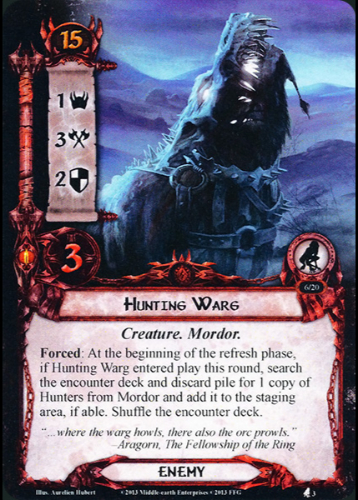 15
1
3
2
3
6/20
HUNTING WARG
Creature. Mordor.
Forced: At the beginning of the refresh phase,
if Hunting Warg entered play this round, search
the encounter deck and discard pile for 1 copy of
Hunters from Mordor and add it to the staging
area, if able. Shuffle the encounter deck.
“...where the warg howls, there also the orc prowls.”
–Aragorn, The Fellowship of the Ring
ENEMY
Illus. Aurelien Hubert
©2013 Middle-earth Enterprises • 2013 FFG